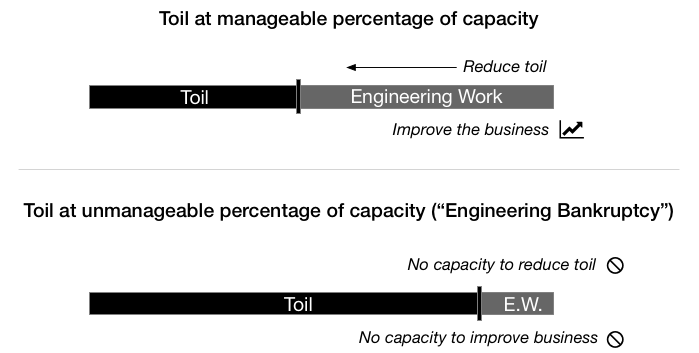 Toil at manageable percentage of capacity
Reduce toil
Toil
Engineering Work
Improve the business
Toil at unmanageable percentage of capacity (“Engineering Bankruptcy”)
No capacity to reduce toil
Toil
E.W.
No capacity to improve business